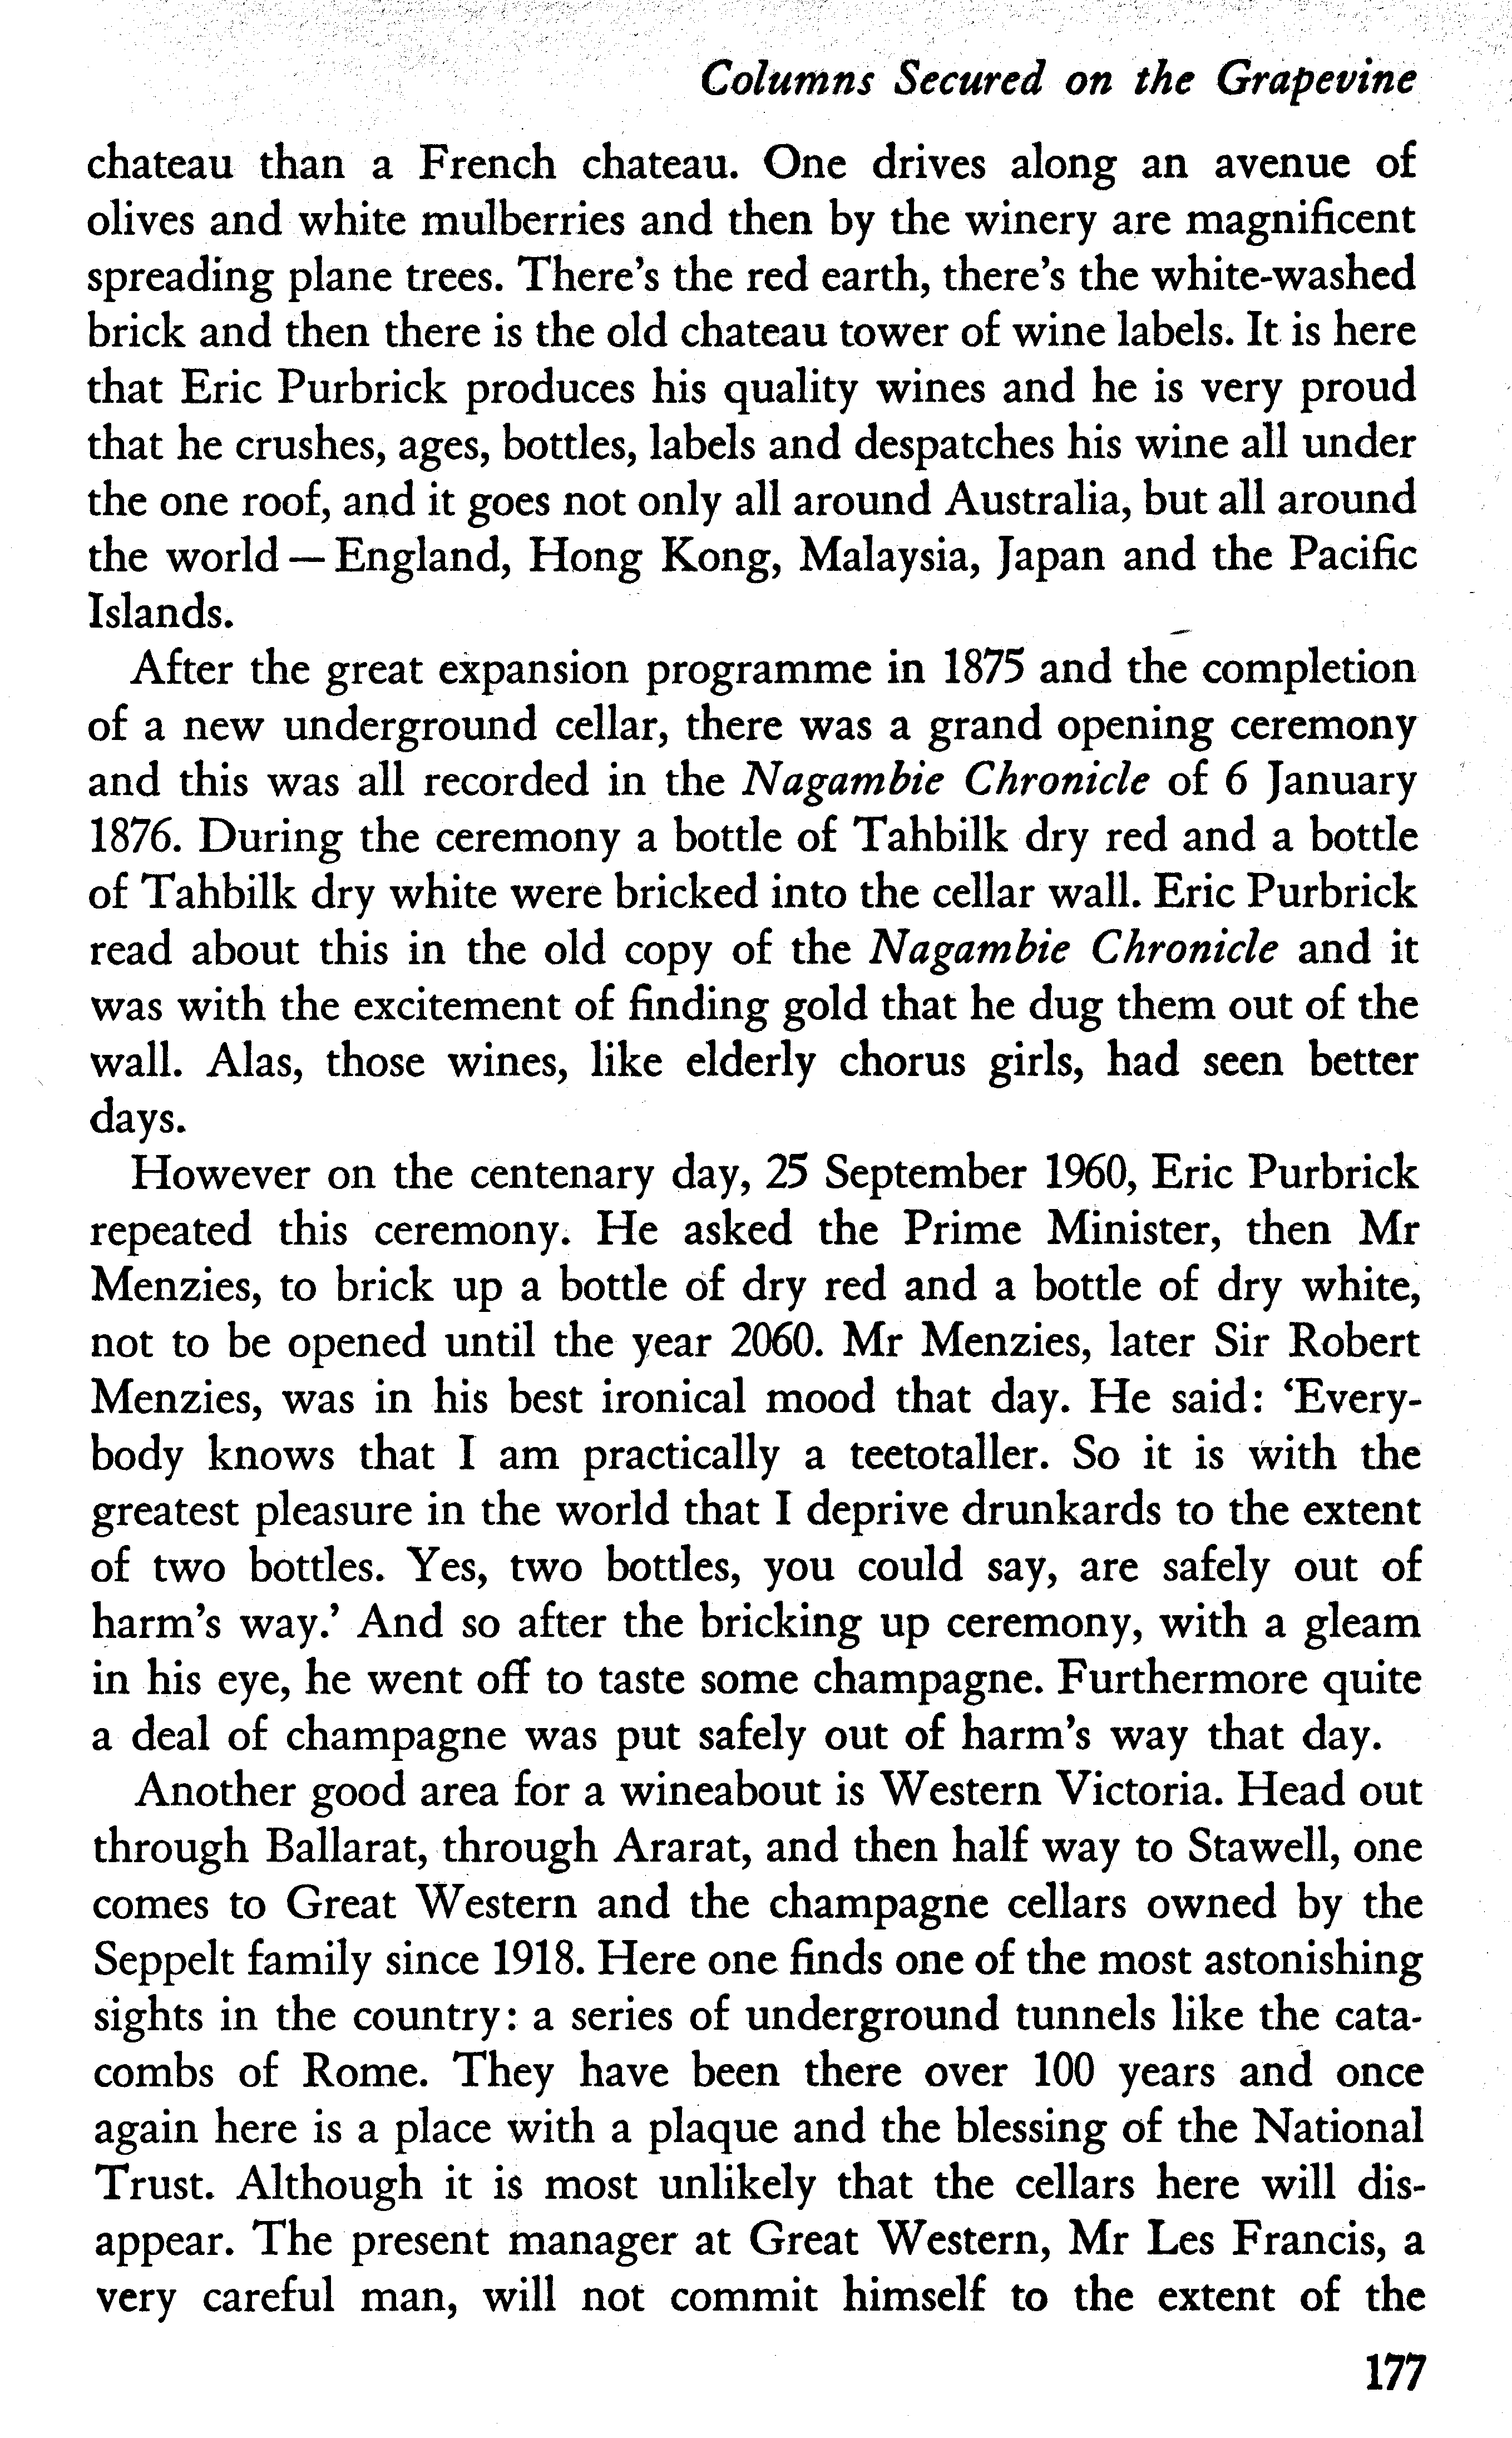 Columns Secured on the Grapevine
chateau than a French chateau. One drives along an avenue of
olives and white mulberries and then by the winery are magnificent
spreading plane trees. There's the red earth, there's the white-washed
brick and then there is the old chateau tower of wine labels. It is here
that Eric Purbrick produces his quality wines and he is very proud
that he crushes, ages, bottles, labels and despatches his wine all under
the one roof, and it goes not only all around Australia, but all around
the world — England, Hong Kong, Malaysia, Japan and the Pacific
Islands.
After the great expansion programme in 1875 and the completion
of a new underground cellar, there was a grand opening ceremony
and this was all recorded in the Nagambie Chronicle of 6 January
1876. During the ceremony a bottle of Tahbilk dry red and a bottle
of Tahbilk dry white were bricked into the cellar wall. Eric Purbrick
read about this in the old copy of the Nagambie Chronicle and it
was with the excitement of finding gold that he dug them out of the
wall. Alas, those wines, like elderly chorus girls, had seen better
days.
However on the centenary day, 25 September 1960, Eric Purbrick
repeated this ceremony. He asked the Prime Minister, then Mr
Menzies, to brick up a bottle of dry red and a bottle of dry white,
not to be opened until the year 2060. Mr Menzies, later Sir Robert
Menzies, was in his best ironical mood that day. He said: ‘Every-
body knows that I am practically a teetotaller. So it is with the
greatest pleasure in the world that I deprive drunkards to the extent
of two bottles. Yes, two bottles, you could say, are safely out of
harm's way.’ And so after the bricking up ceremony, with a gleam
in his eye, he went off to taste some champagne. Furthermore quite
a deal of champagne was put safely out of harm's way that day.
Another good area for a wineabout is Western Victoria. Head out
through Ballarat, through Ararat, and then half way to Stawell, one
comes to Great Western and the champagne cellars owned by the
Seppelt family since 1918. Here one finds one of the most astonishing
sights in the country: a series of underground tunnels like the cata-
combs of Rome. They have been there over 100 years and once
again here is a place with a plaque and the blessing of the National
Trust. Although it is most unlikely that the cellars here will dis-
appear. The present manager at Great Western, Mr Les Francis, a
very careful man, will not commit himself to the extent of the
177